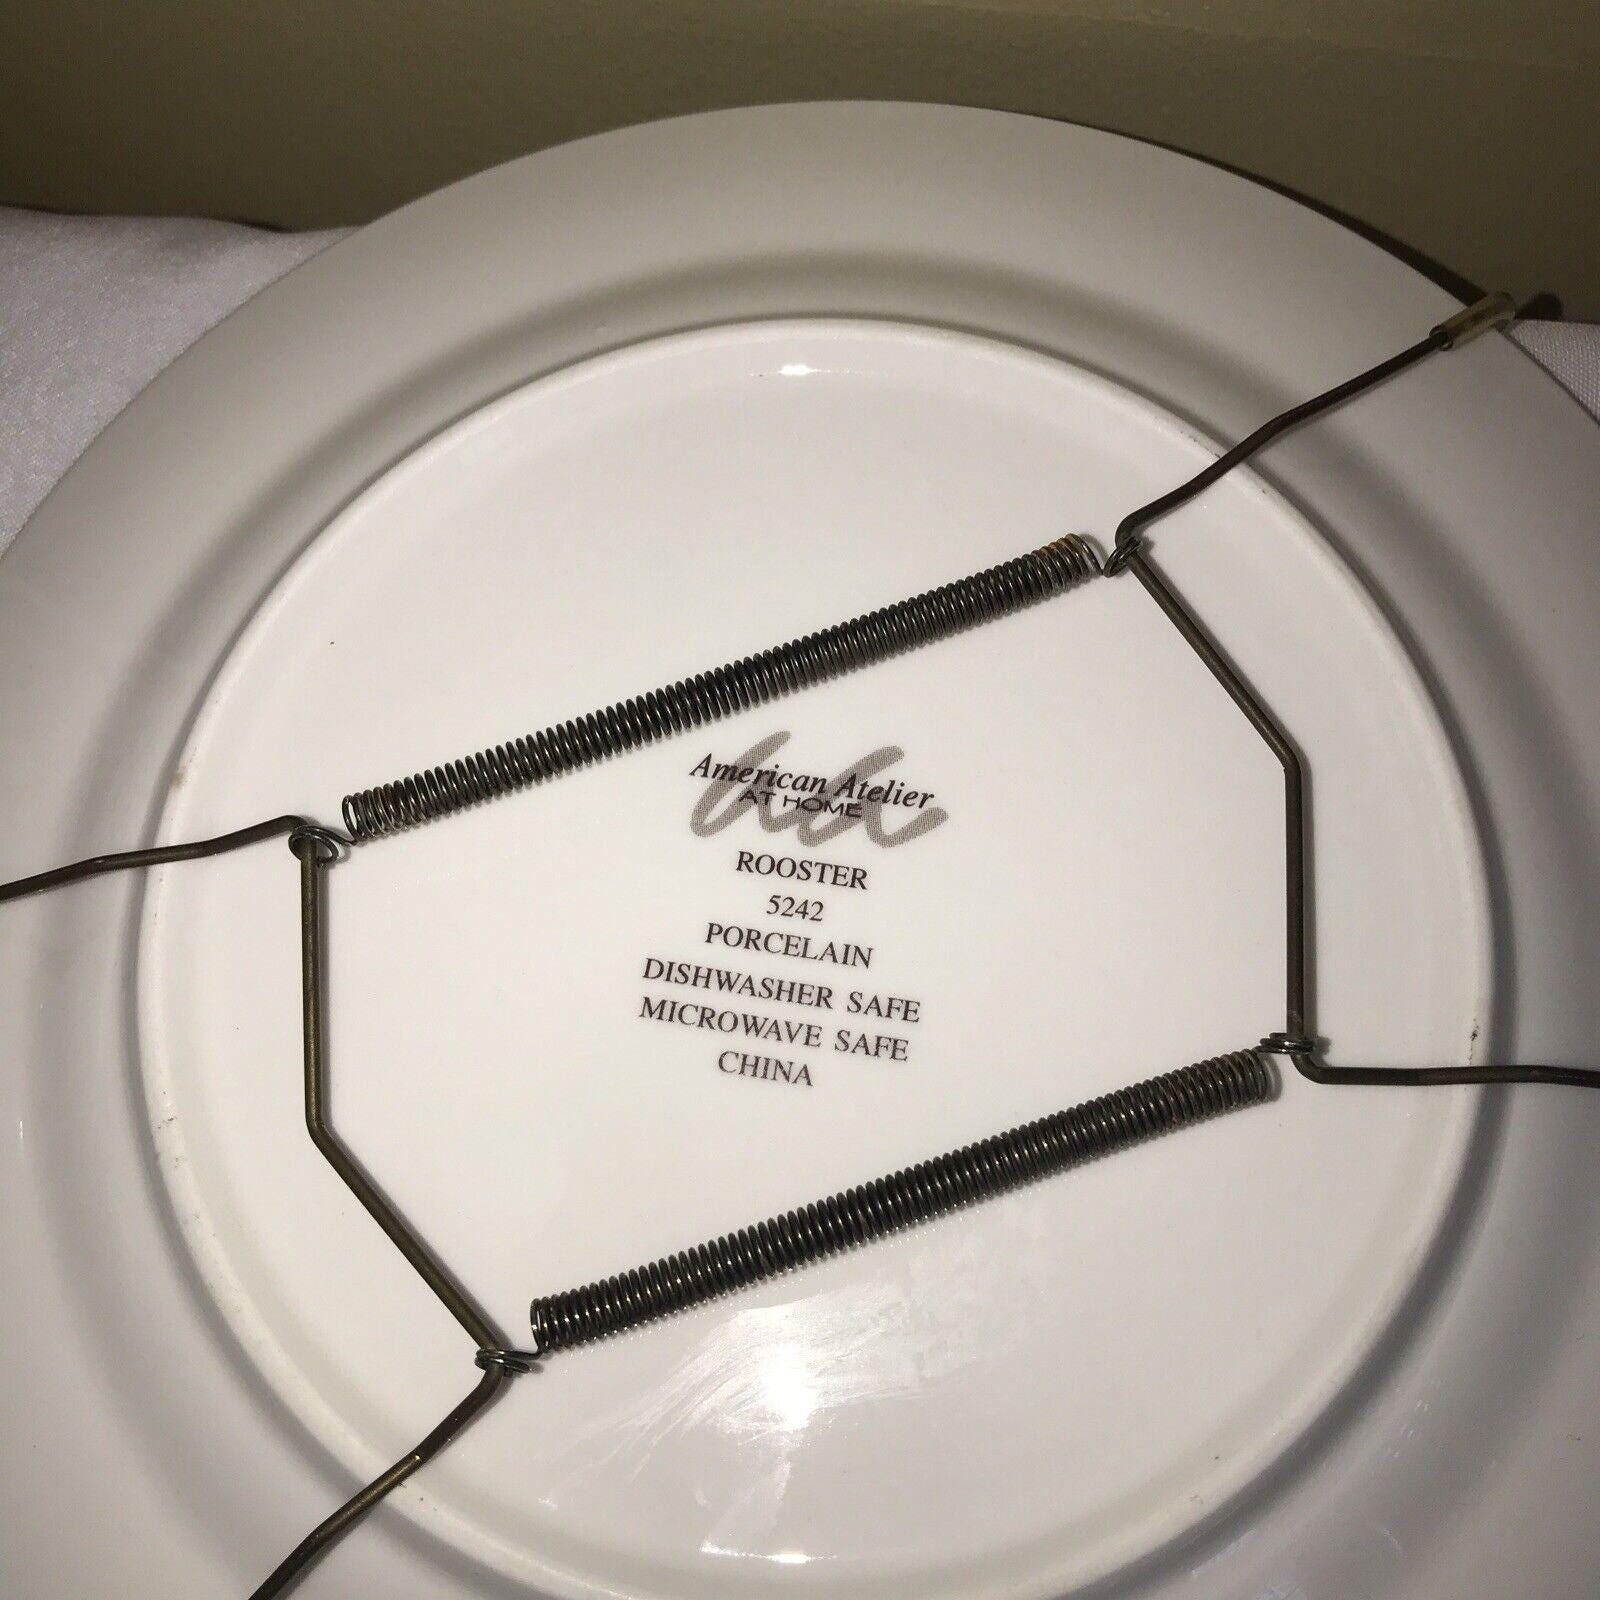 American Atelier
AT HOME
ROOSTER
5242
PORCELAIN
DISHWASHER SAFE
MICROWAVE SAFE
CHINA